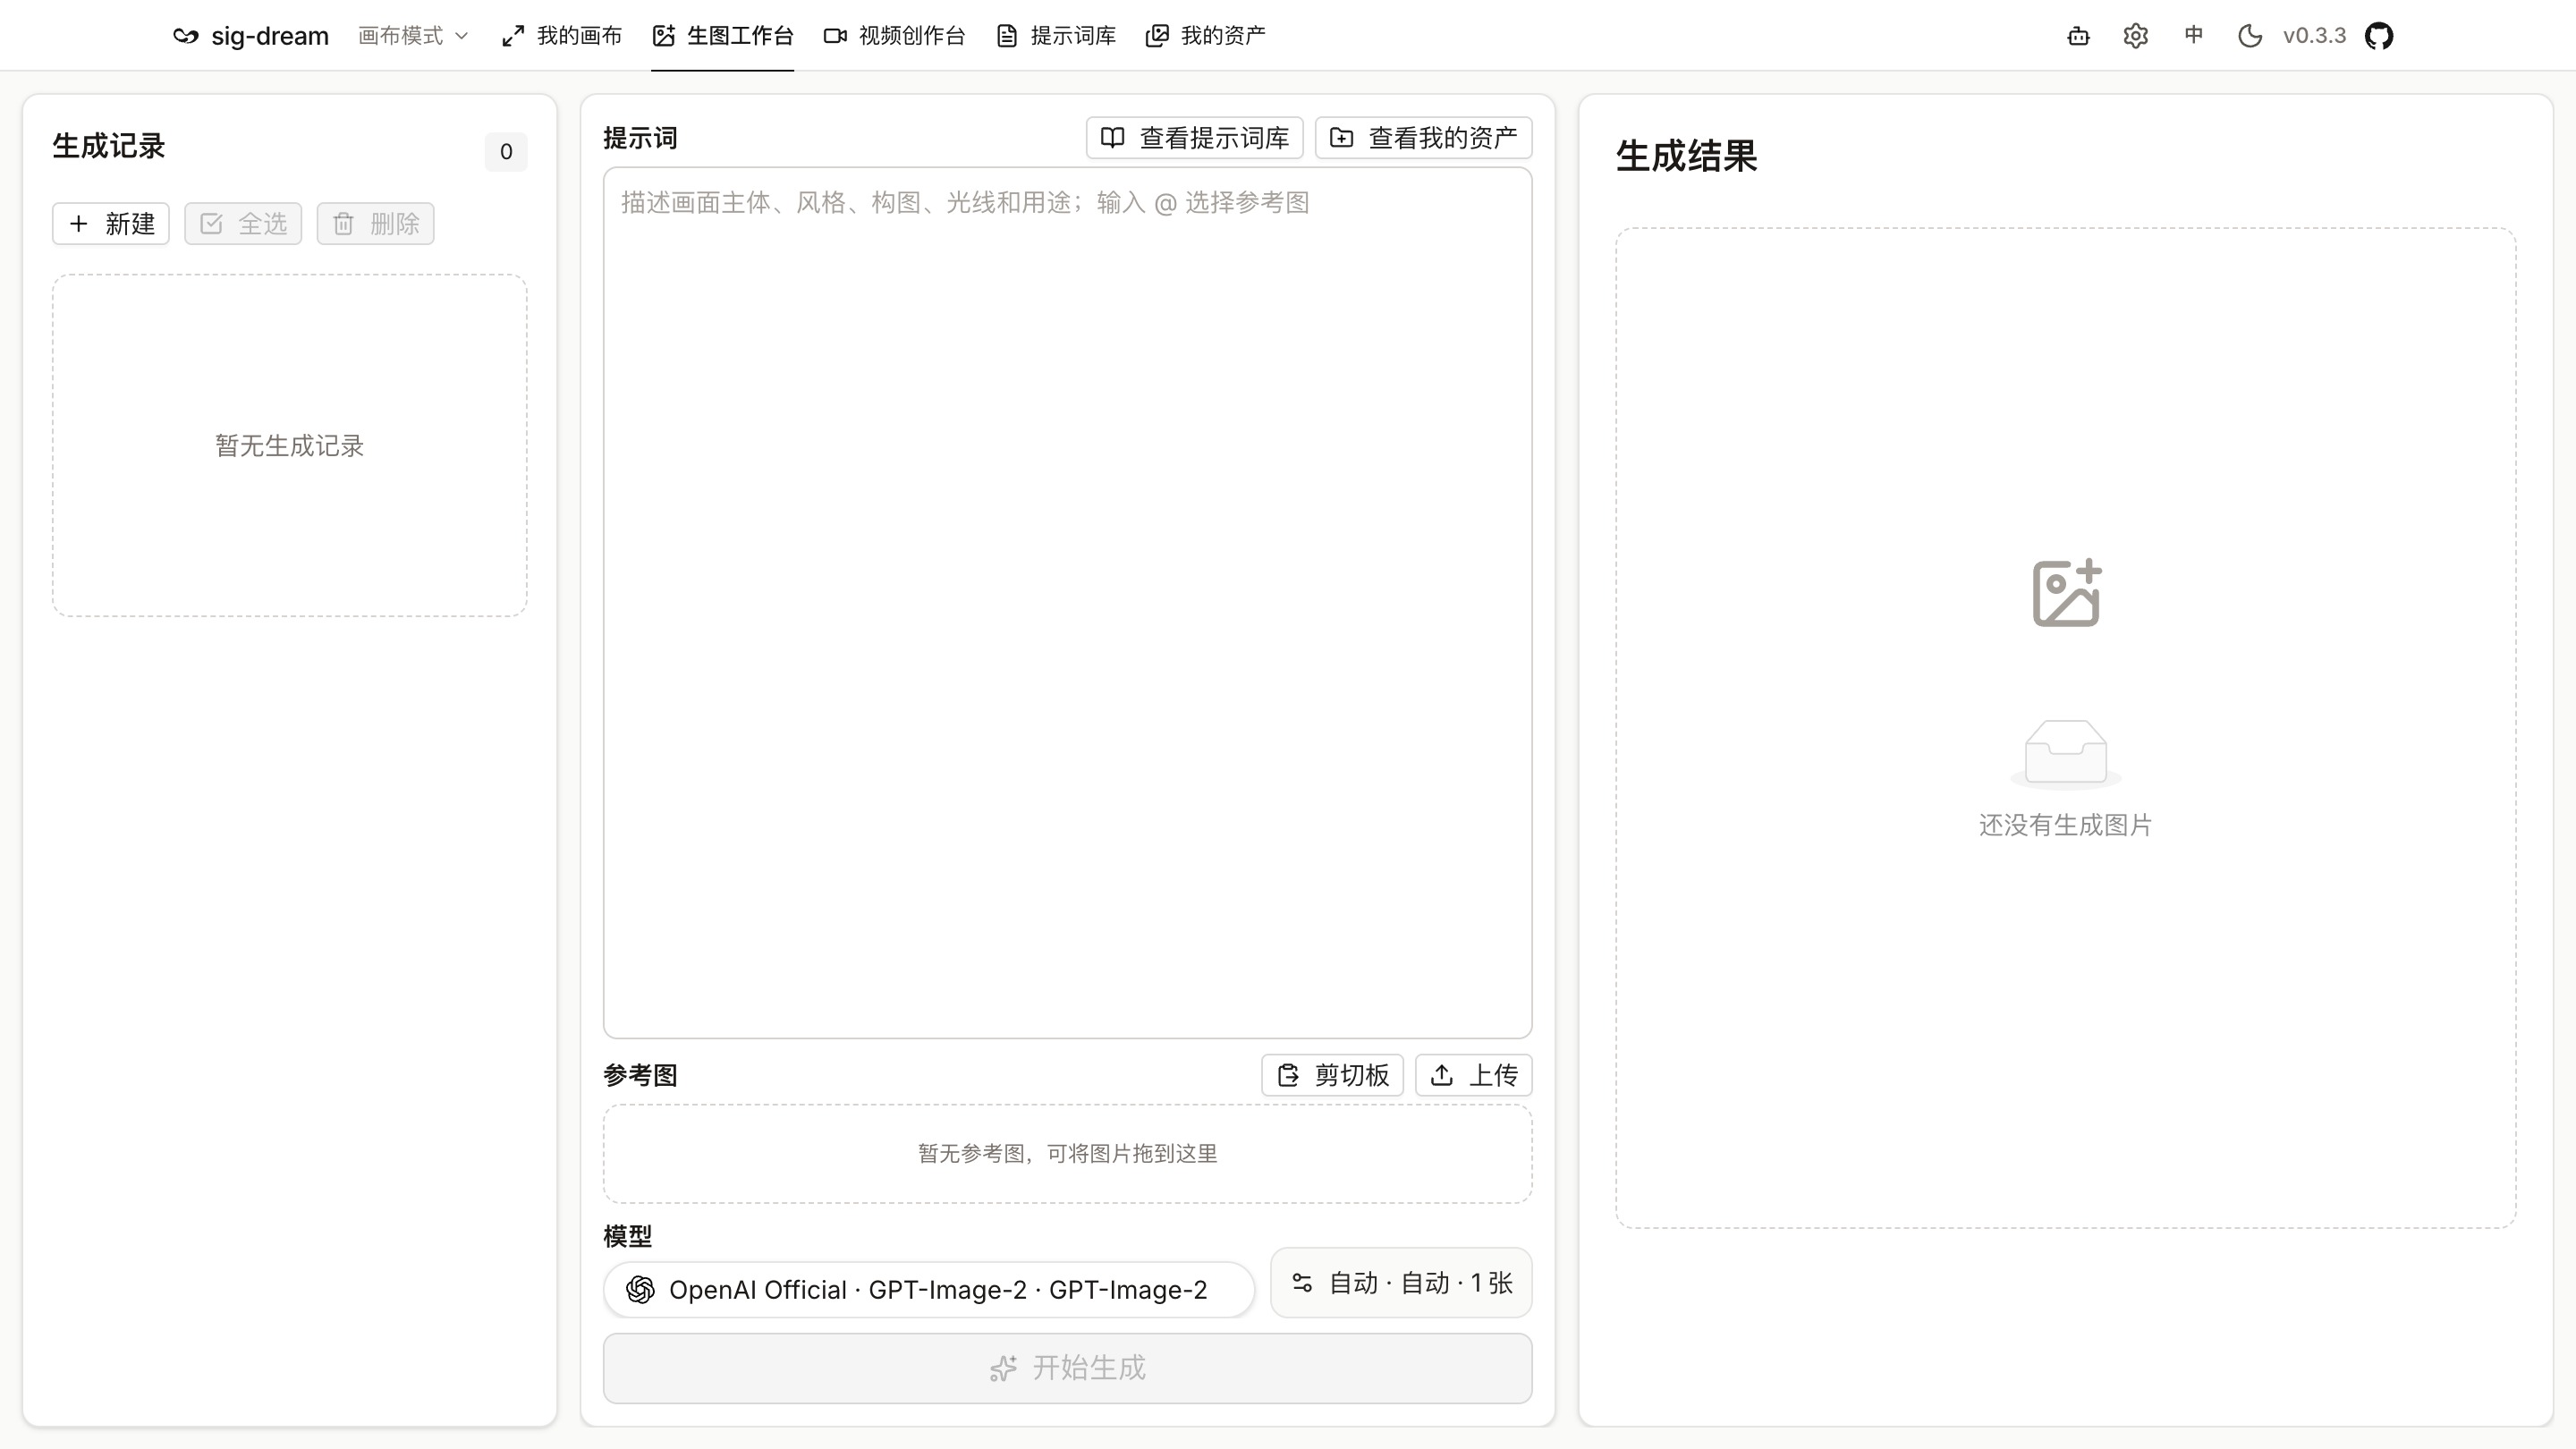 sig-dream 画布模式 我的画布 生图工作台 视频创作台 提示词库 我的资产 中 v0.3.3
生成记录
0
新建 全选 删除
暂无生成记录
提示词
查看提示词库 查看我的资产
描述画面主体、风格、构图、光线和用途；输入 @ 选择参考图
参考图
剪切板 上传
暂无参考图，可将图片拖到这里
模型
OpenAI Official · GPT-Image-2 · GPT-Image-2
自动 · 自动 · 1 张
开始生成
生成结果
还没有生成图片